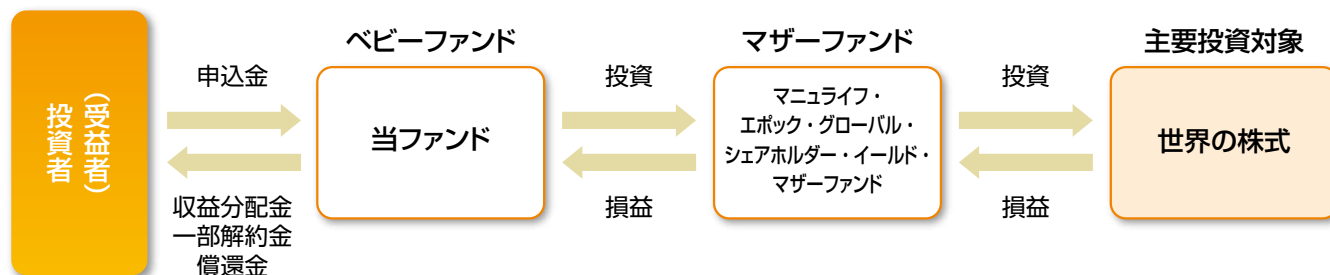 投資者
（受益者）
申込金
収益分配金
一部解約金
償還金
ベビーファンド
当ファンド
投資
損益
マザーファンド
マニュライフ・
エポック・グローバル・
シェアホルダー・イールド・
マザーファンド
投資
損益
主要投資対象
世界の株式